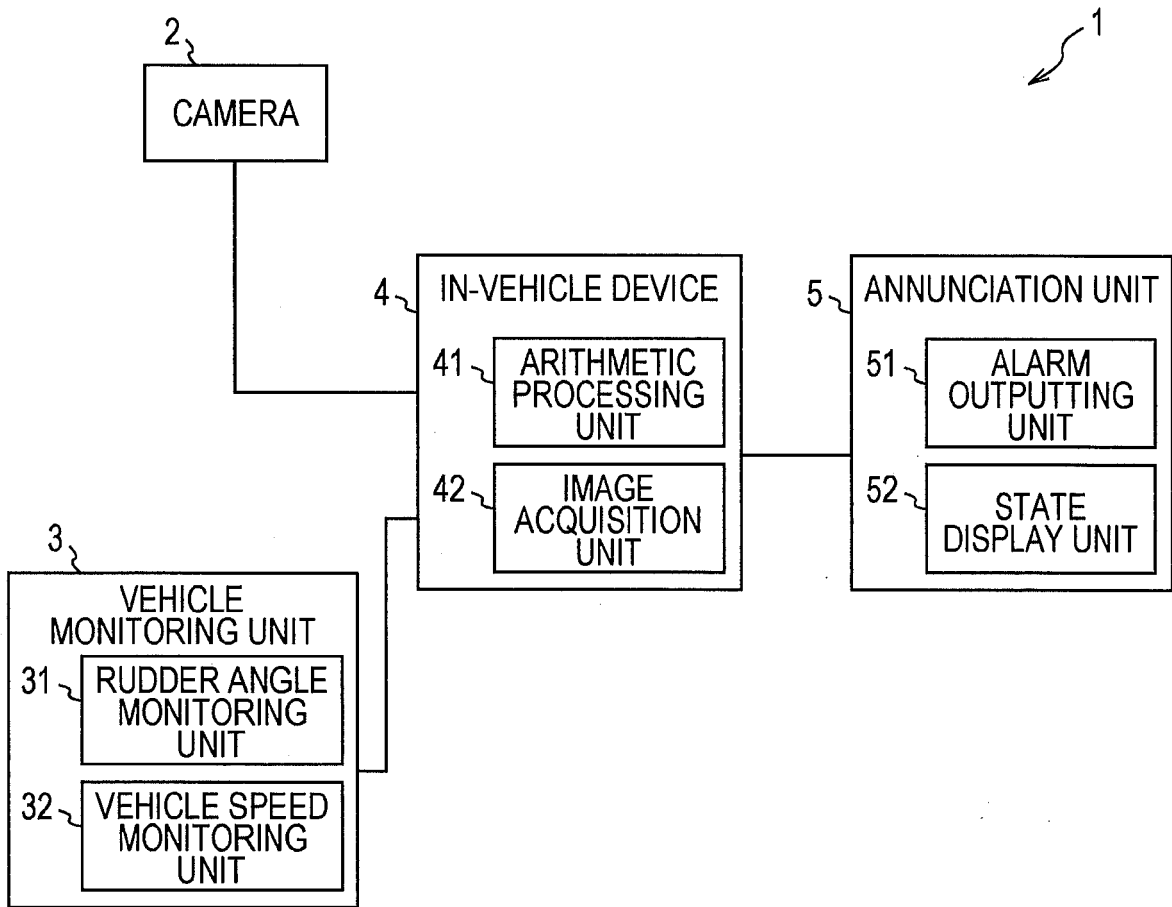 1
2
CAMERA
4
IN-VEHICLE DEVICE
41
ARITHMETIC
PROCESSING
UNIT
42
IMAGE
ACQUISITION
UNIT
5
ANNUNCIATION UNIT
51
ALARM
OUTPUTTING
UNIT
52
STATE
DISPLAY UNIT
3
VEHICLE
MONITORING UNIT
31
RUDDER ANGLE
MONITORING
UNIT
32
VEHICLE SPEED
MONITORING
UNIT